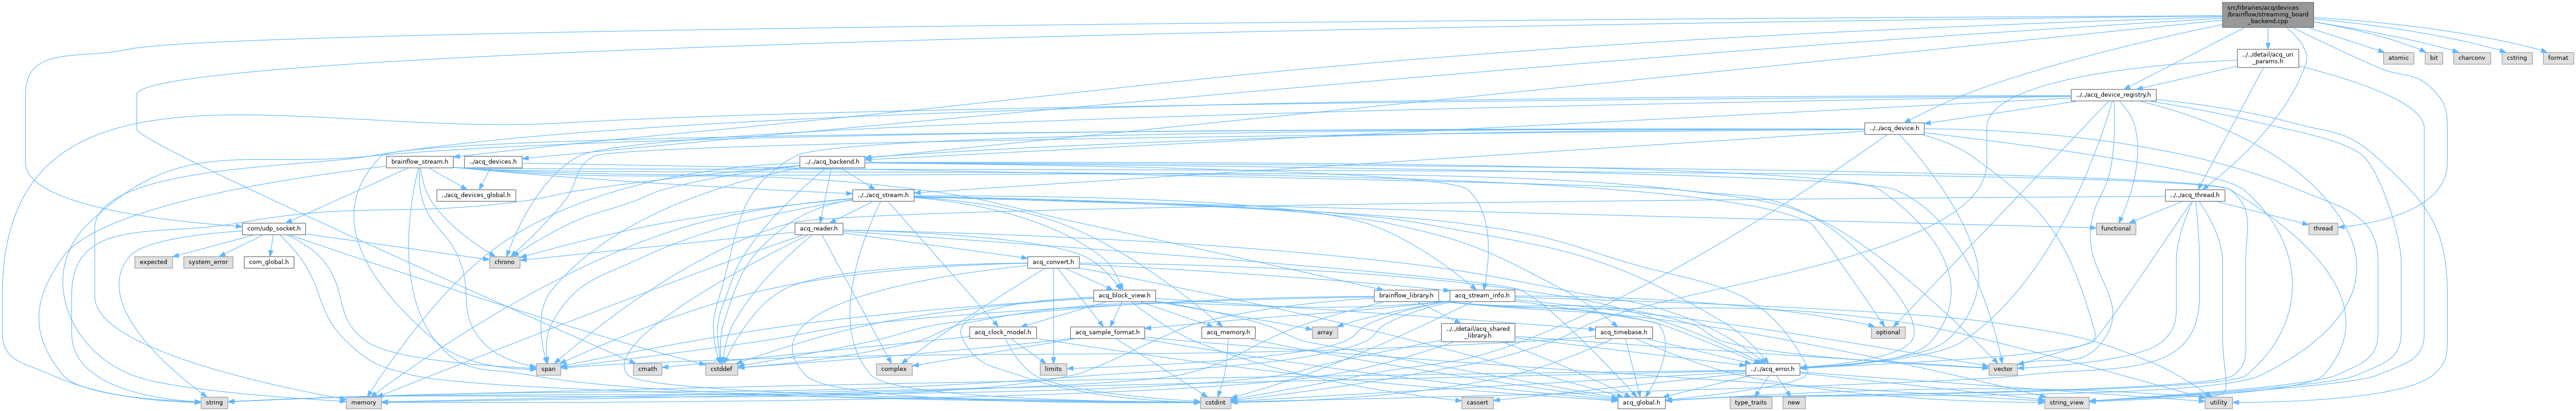 src/libraries/acq/devices
/brainflow/streaming_board
_backend.cpp
../../detail/acq_uri
_params.h
atomic
bit
charconv
cstring
format
../../acq_device_registry.h
../../acq_device.h
brainflow_stream.h
../acq_devices.h
../../acq_backend.h
../acq_devices_global.h
../../acq_stream.h
../../acq_thread.h
com/udp_socket.h
acq_reader.h
functional
thread
expected
system_error
com_global.h
chrono
acq_convert.h
acq_block_view.h
brainflow_library.h
acq_stream_info.h
acq_clock_model.h
acq_sample_format.h
acq_memory.h
array
../../detail/acq_shared
_library.h
acq_timebase.h
optional
span
cmath
cstddef
complex
limits
../../acq_error.h
vector
string
memory
cstdint
cassert
acq_global.h
type_traits
new
string_view
utility